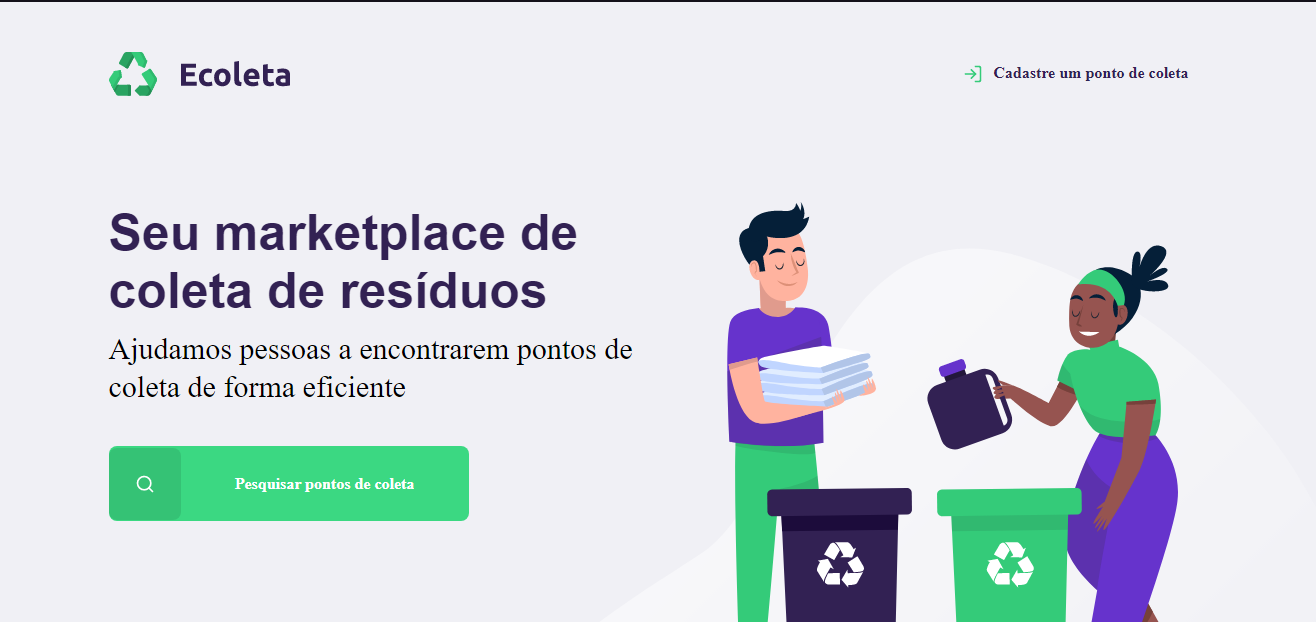 Ecoleta
Cadastre um ponto de coleta
Seu marketplace de
coleta de resíduos
Ajudamos pessoas a encontrarem pontos de
coleta de forma eficiente
Pesquisar pontos de coleta